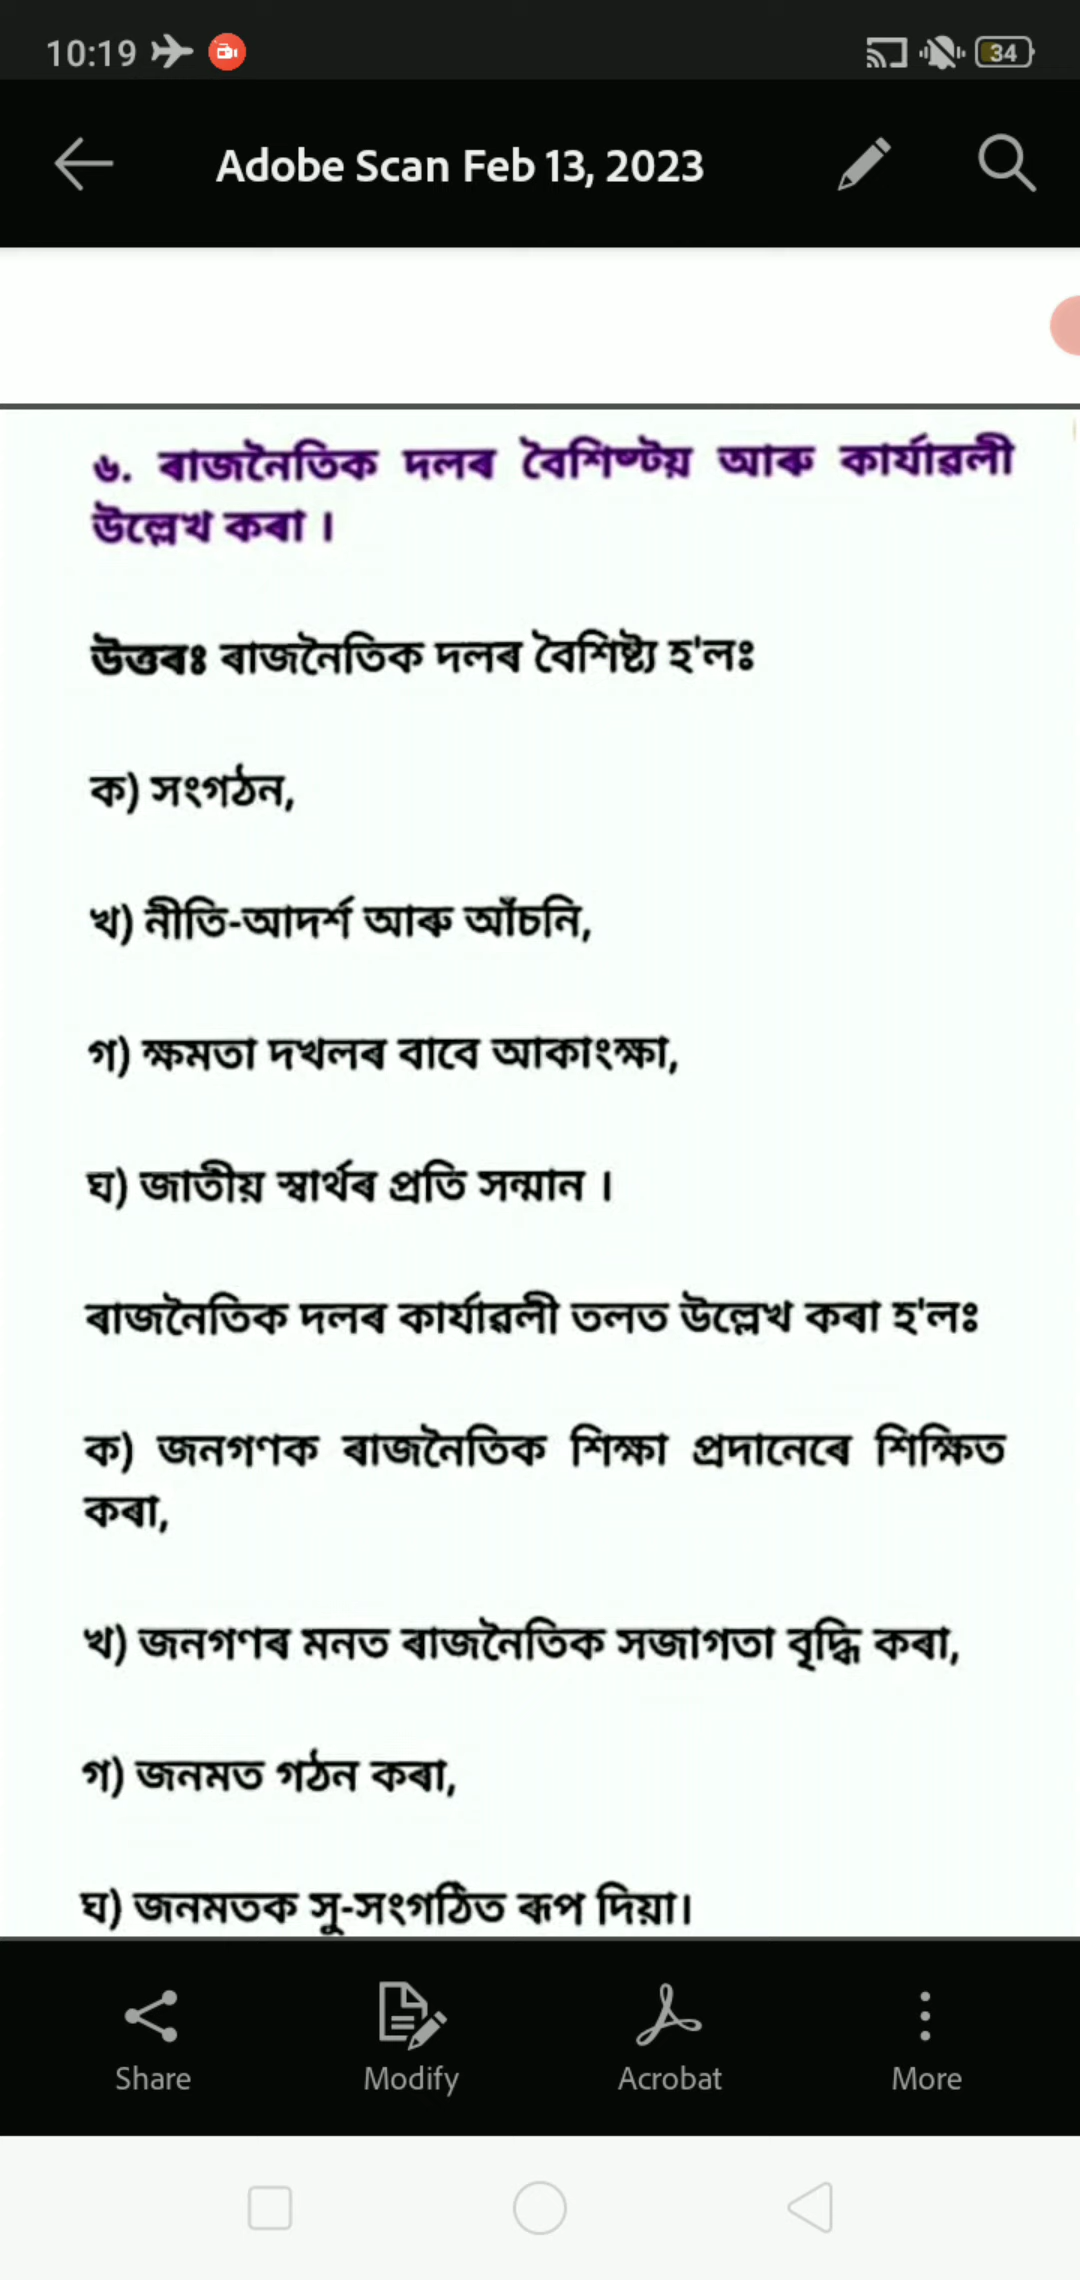 10:19
34
Adobe Scan Feb 13, 2023
৬. ৰাজনৈতিক দলৰ বৈশিষ্টয় আৰু কাৰ্যাৱলী
উল্লেখ কৰা ।
উত্তৰঃ ৰাজনৈতিক দলৰ বৈশিষ্ট্য হ'লঃ
ক) সংগঠন,
খ) নীতি-আদৰ্শ আৰু আঁচনি,
গ) ক্ষমতা দখলৰ বাবে আকাংক্ষা,
ঘ) জাতীয় স্বাৰ্থৰ প্ৰতি সন্মান ।
ৰাজনৈতিক দলৰ কাৰ্যাৱলী তলত উল্লেখ কৰা হ'লঃ
ক) জনগণক ৰাজনৈতিক শিক্ষা প্ৰদানেৰে শিক্ষিত
কৰা,
খ) জনগণৰ মনত ৰাজনৈতিক সজাগতা বৃদ্ধি কৰা,
গ) জনমত গঠন কৰা,
ঘ) জনমতক সু-সংগঠিত ৰূপ দিয়া।
Share Modify Acrobat More